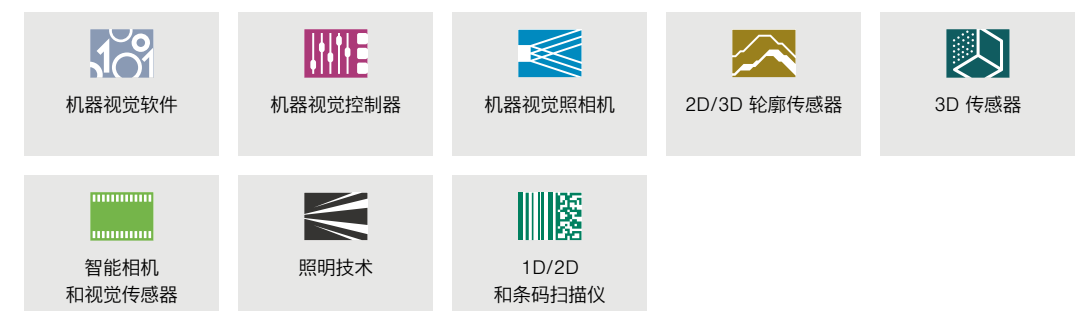 机器视觉软件
机器视觉控制器
机器视觉照相机
2D/3D 轮廓传感器
3D 传感器
智能相机
和视觉传感器
照明技术
1D/2D
和条码扫描仪